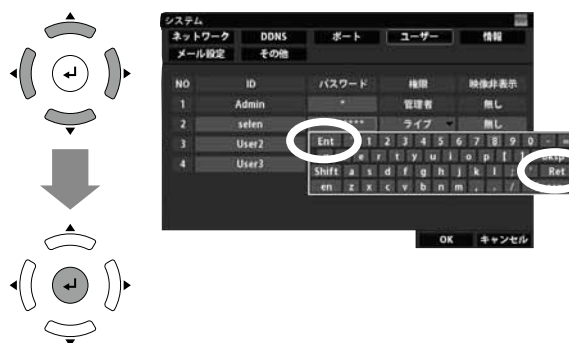 システム
ネットワーク DDNS ポート ユーザー 情報
メール設定 その他
NO ID パスワード 権限 映像非表示
1 Admin * 管理者 無し
2 selen **** ライブ 無し
3 User2
4 User3
Ent 1 2 3 4 5 6 7 8 9 0 - =
e r t y u i o p [ ]
Shift a s d f g h j k l ; Ret
en z x c v b n m , . /
OK キャンセル